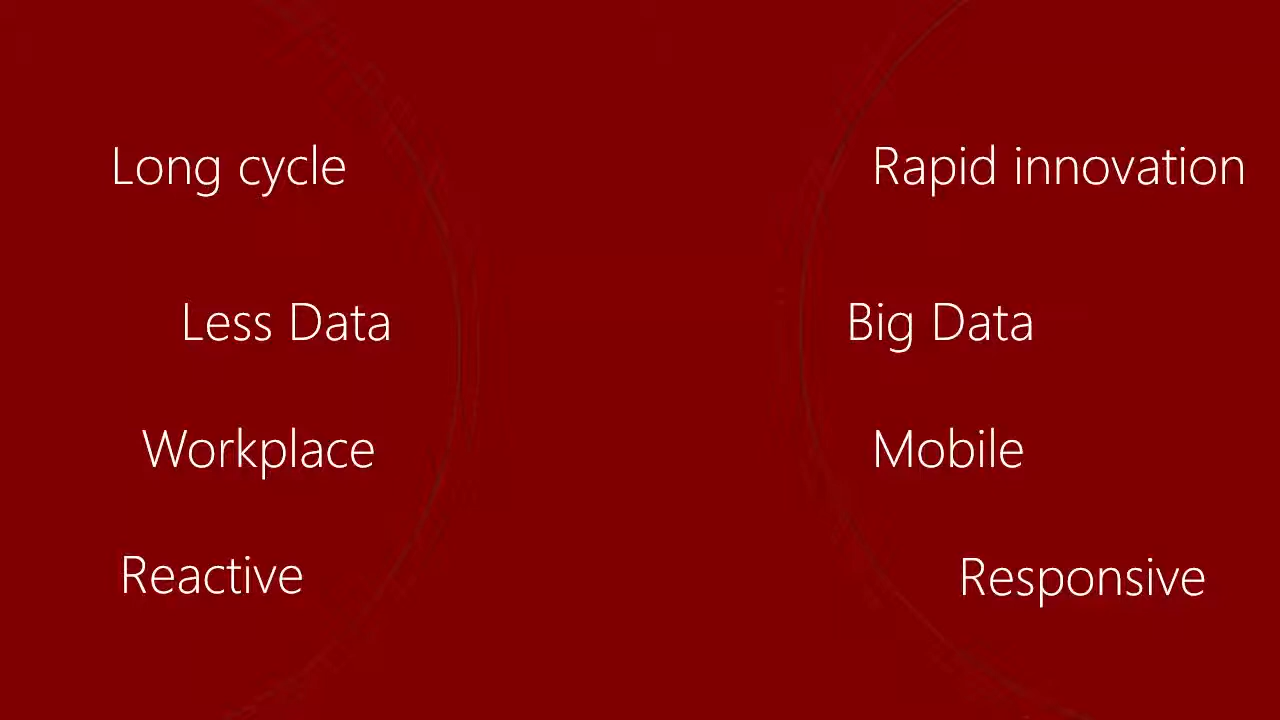 Long cycle
Rapid innovation
Less Data
Big Data
Workplace
Mobile
Reactive
Responsive